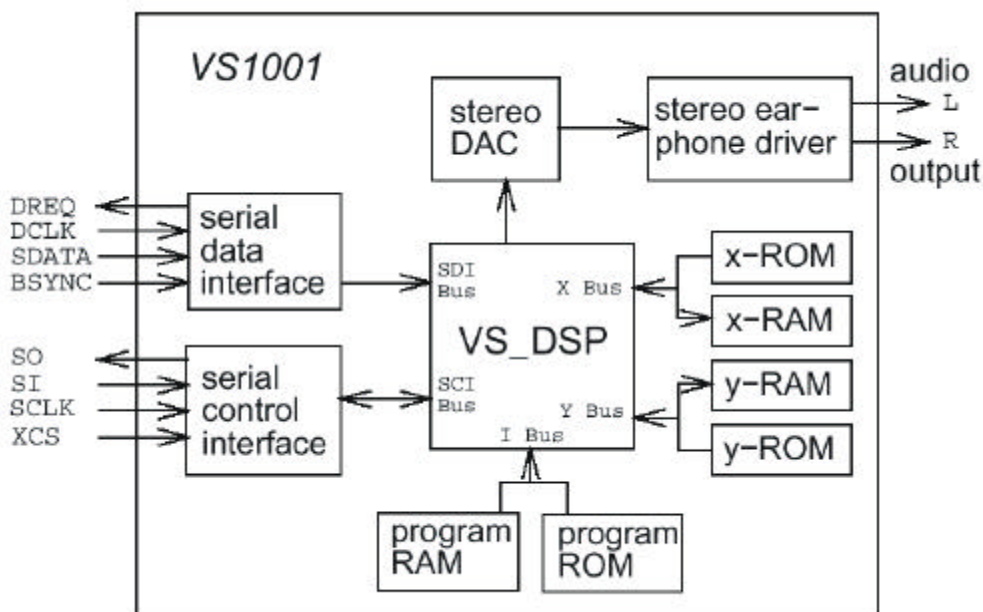 VS1001
stereo
DAC
stereo ear-
phone driver
audio
L
R
output
DREQ
DCLK
SDATA
BSYNC
serial
data
interface
SDI
Bus
X Bus
x-ROM
x-RAM
VS_DSP
SO
SI
SCLK
XCS
serial
control
interface
SCI
Bus
Y Bus
I Bus
y-RAM
y-ROM
program
RAM
program
ROM